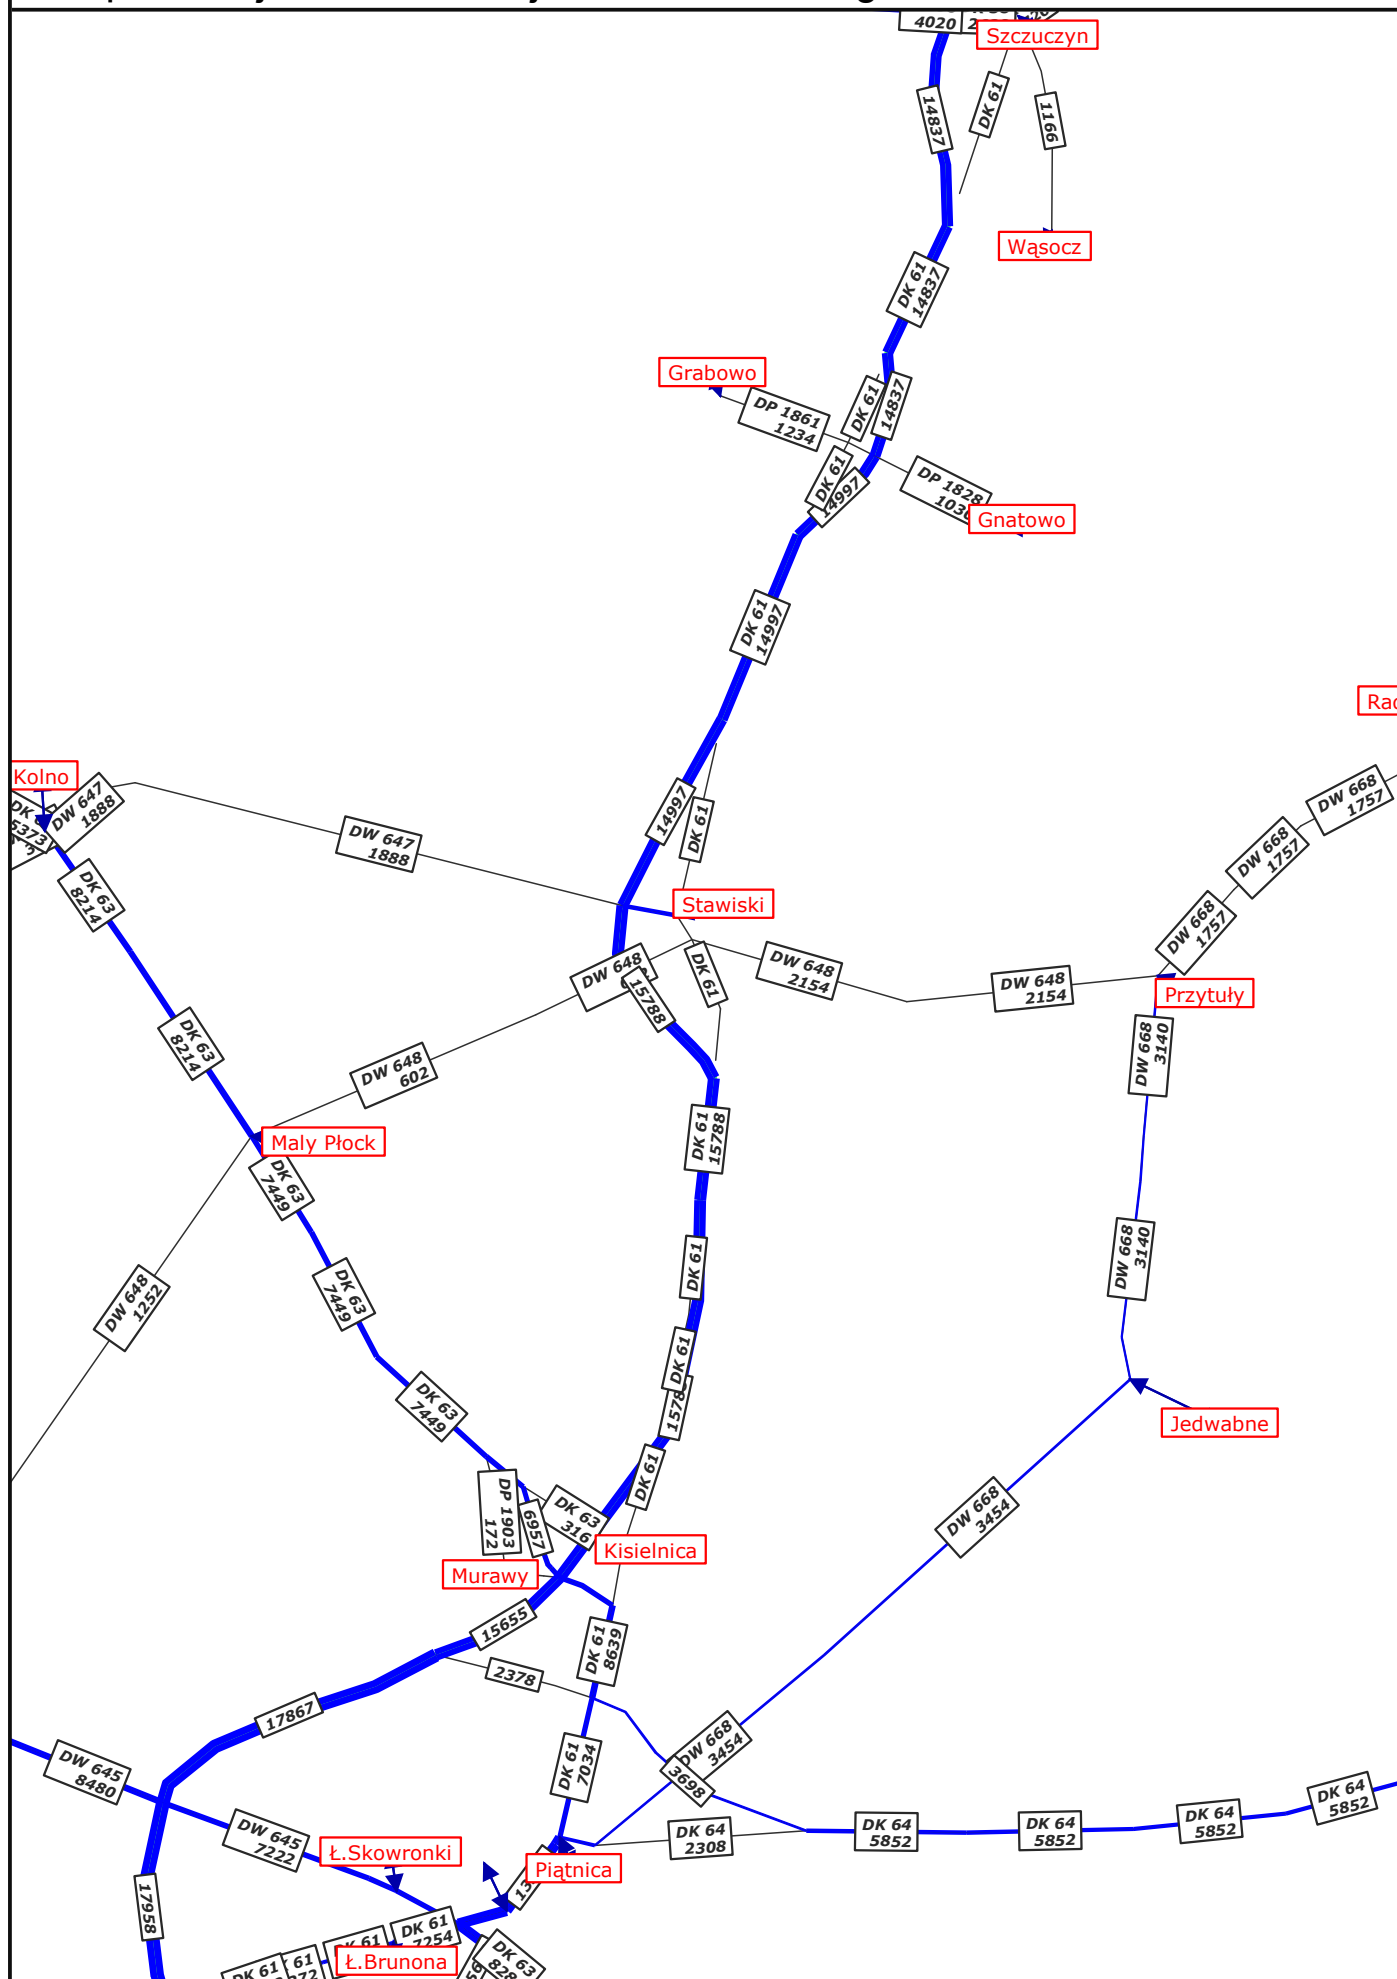 4020
Szczuczyn
14837
DK 61
1166
Wąsocz
DK 61
14837
Grabowo
DP 1861
1234
DK 61
14837
DK 61
14997
DP 1828
Gnatowo
DK 61
14997
Kolno
DW 647
1888
5373
DW 647
1888
14997
DK 61
DK 63
8214
Stawiski
DW 648
DK 61
15788
DW 648
2154
DW 648
2154
DW 668
1757
DW 668
1757
DW 668
1757
Przytuły
DK 63
8214
DW 648
602
DW 668
3140
Maly Płock
DK 61
15788
DK 63
7449
DW 648
1252
DK 63
7449
DK 61
DW 668
3140
DK 61
DK 63
7449
Jedwabne
DK 61
DP 1903
172
6957
DK 63
316
DW 668
3454
Kisielnica
Murawy
15655
DK 61
8639
2378
17867
DW 668
3454
3698
DK 61
7034
DW 645
8480
DW 645
7222
DK 64
2308
DK 64
5852
DK 64
5852
DK 64
5852
DK 64
5852
Ł.Skowronki
Piątnica
17958
DK 61
7254
Ł.Brunona
DK 63
DK 61